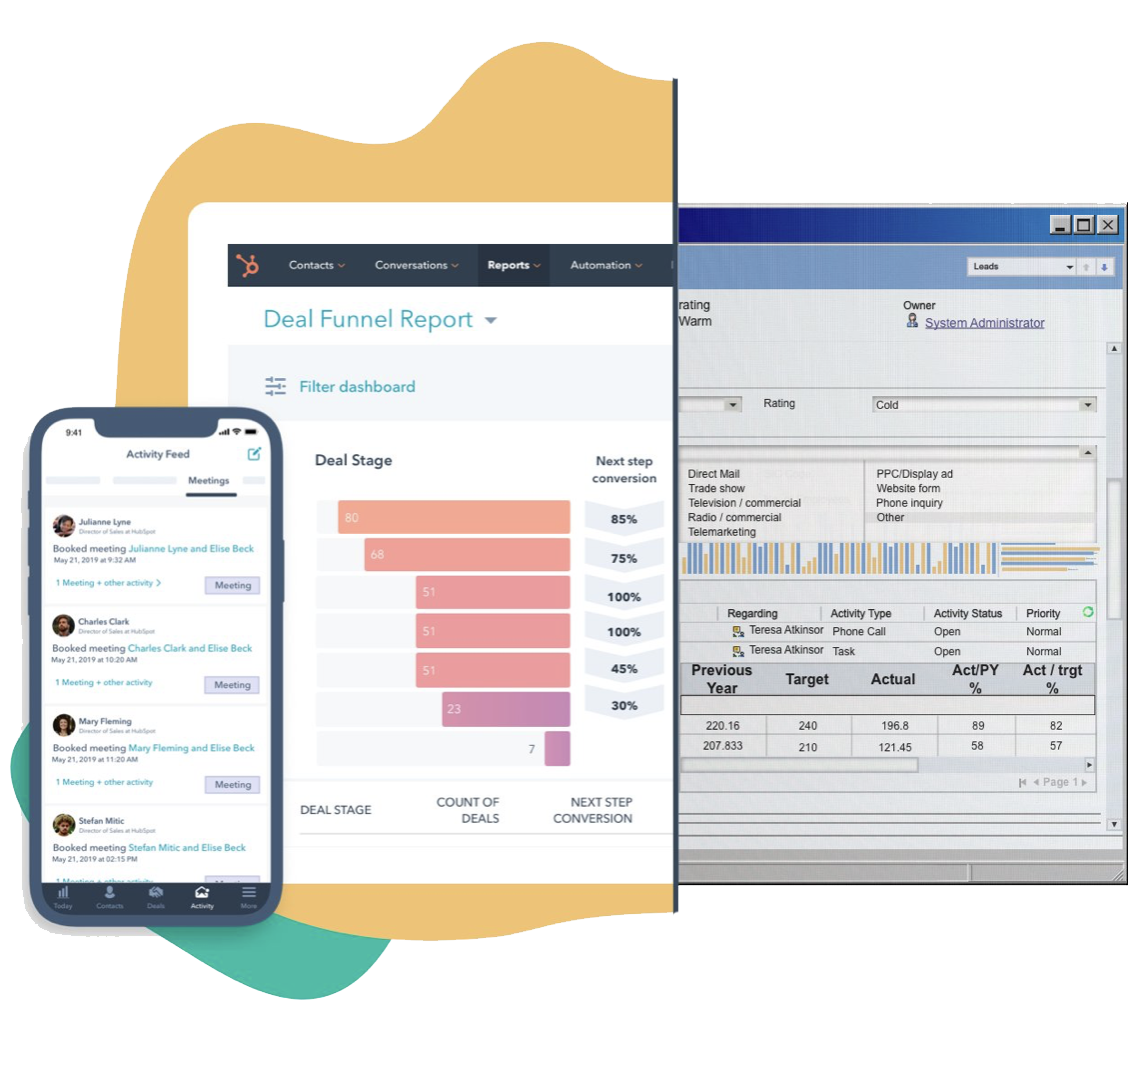 Contacts
Conversations
Reports
Automation
Deal Funnel Report
Filter dashboard
Deal Stage
Next step
conversion
80
85%
68
75%
51
100%
51
100%
51
45%
23
30%
7
DEAL STAGE
COUNT OF
DEALS
NEXT STEP
CONVERSION
9:41
Activity Feed
Meetings
Julianne Lyne
Director of Sales at HubSpot
Booked meeting Julianne Lyne and Elise Beck
May 21, 2019 at 9:32 AM
1 Meeting + other activity >
Meeting
Charles Clark
Director of Sales at HubSpot
Booked meeting Charles Clark and Elise Beck
May 21, 2019 at 10:20 AM
1 Meeting + other activity
Meeting
Mary Fleming
Director of Sales at HubSpot
Booked meeting Mary Fleming and Elise Beck
May 21, 2019 at 11:20 AM
1 Meeting + other activity
Meeting
Stefan Mitic
Director of Sales at HubSpot
Booked meeting Stefan Mitic and Elise Beck
May 21, 2019 at 02:15 PM
1 Meeting + other activity
Meeting
Today
Contacts
Deals
Activity
More
Leads
rating
Warm
Owner
System Administrator
Rating
Cold
Direct Mail
Trade show
Television / commercial
Radio / commercial
Telemarketing
PPC/Display ad
Website form
Phone inquiry
Other
Regarding Activity Type Activity Status Priority
Teresa Atkinsor Phone Call Open Normal
Teresa Atkinsor Task Open Normal
Previous
Year
Target
Actual
Act/PY
%
Act / trgt
%
220.16 240 196.8 89 82
207.833 210 121.45 58 57
Page 1